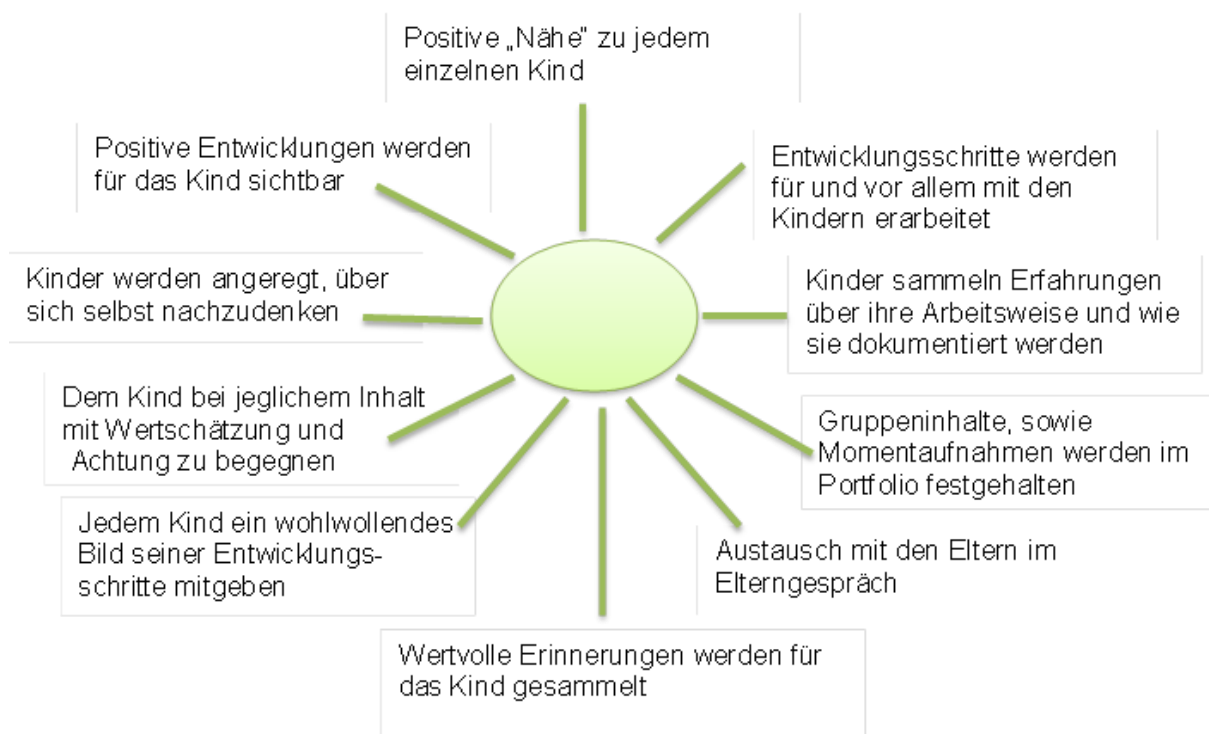 Positive „Nähe” zu jedem
einzelnen Kind
Positive Entwicklungen werden
für das Kind sichtbar
Entwicklungsschritte werden
für und vor allem mit den
Kindern erarbeitet
Kinder werden angeregt, über
sich selbst nachzudenken
Kinder sammeln Erfahrungen
über ihre Arbeitsweise und wie
sie dokumentiert werden
Dem Kind bei jeglichem Inhalt
mit Wertschätzung und
Achtung zu begegnen
Gruppeninhalte, sowie
Momentaufnahmen werden im
Portfolio festgehalten
Jedem Kind ein wohlwollendes
Bild seiner Entwicklungs-
schritte mitgeben
Austausch mit den Eltern im
Elterngespräch
Wertvolle Erinnerungen werden für
das Kind gesammelt